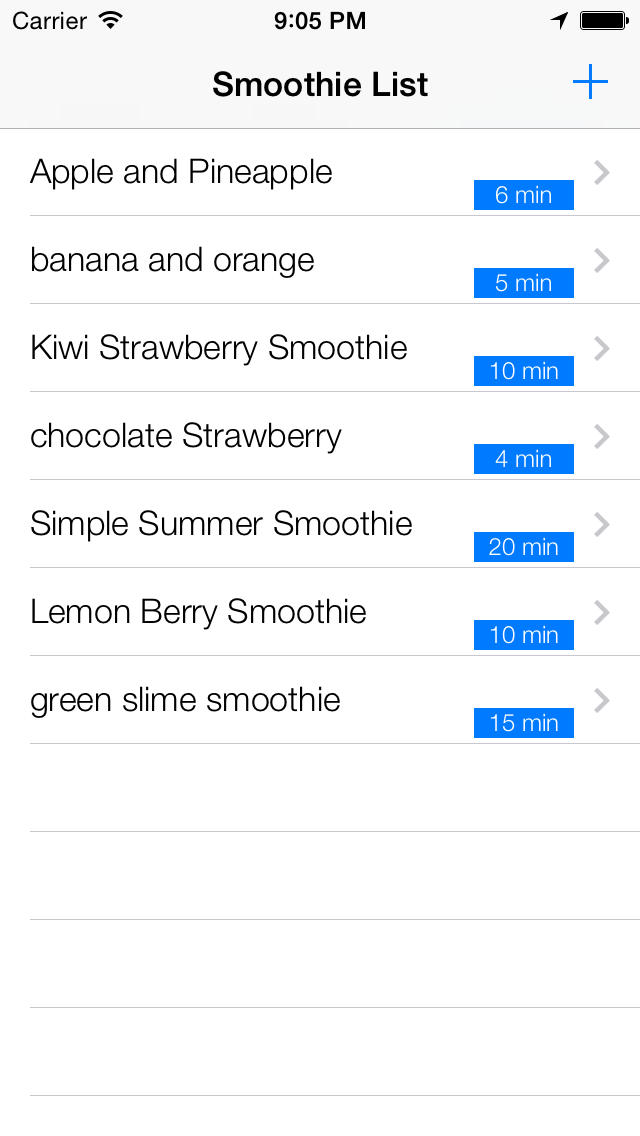 Carrier 9:05 PM
Smoothie List
Apple and Pineapple
6 min
banana and orange
5 min
Kiwi Strawberry Smoothie
10 min
chocolate Strawberry
4 min
Simple Summer Smoothie
20 min
Lemon Berry Smoothie
10 min
green slime smoothie
15 min